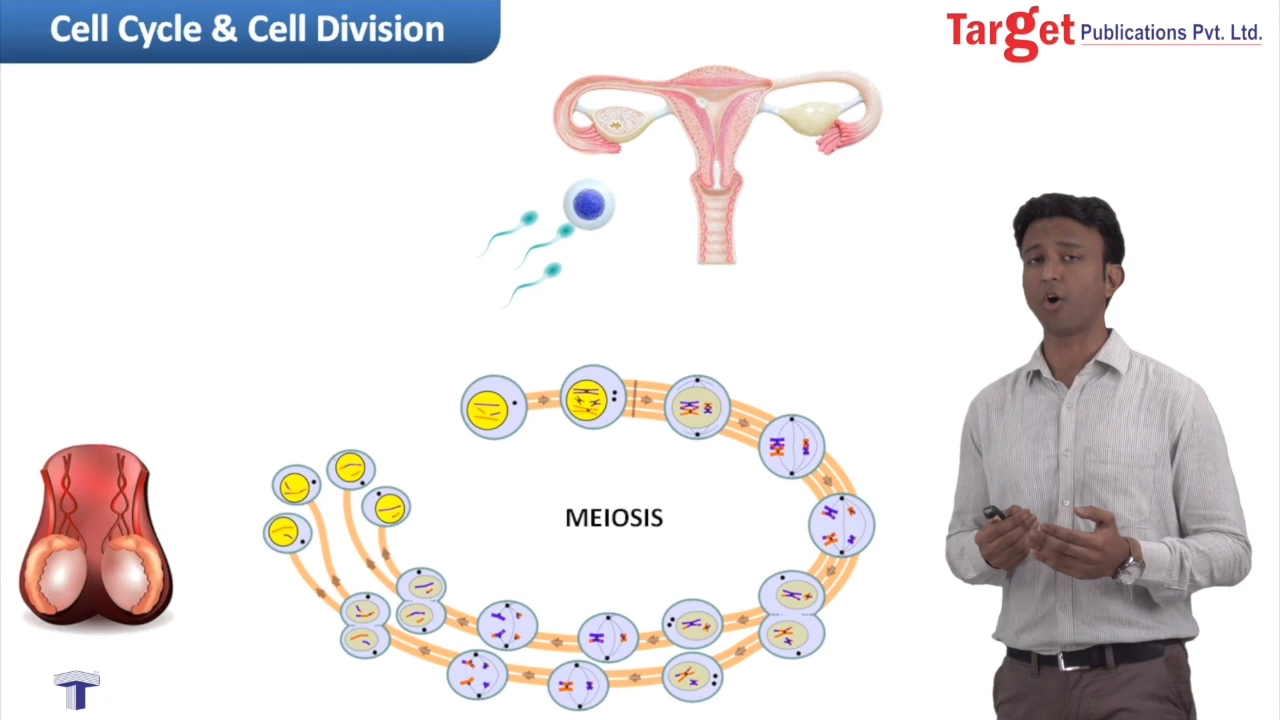 Cell Cycle & Cell Division
Target Publications Pvt. Ltd.
MEIOSIS